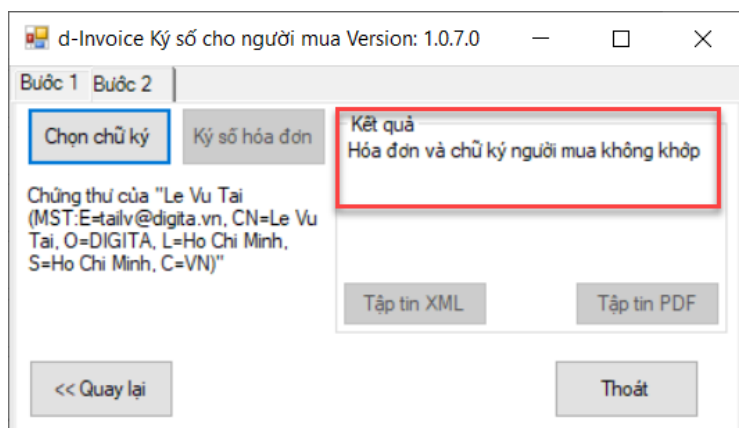 d-Invoice Ký số cho người mua Version: 1.0.7.0
Bước 1 Bước 2
Chọn chữ ký
Ký số hóa đơn
Chứng thư của "Le Vu Tai
(MST:E=tailv@digita.vn, CN=Le Vu
Tai, O=DIGITA, L=Ho Chi Minh,
S=Ho Chi Minh, C=VN)"
Kết quả
Hóa đơn và chữ ký người mua không khớp
Tập tin XML
Tập tin PDF
<< Quay lại
Thoát